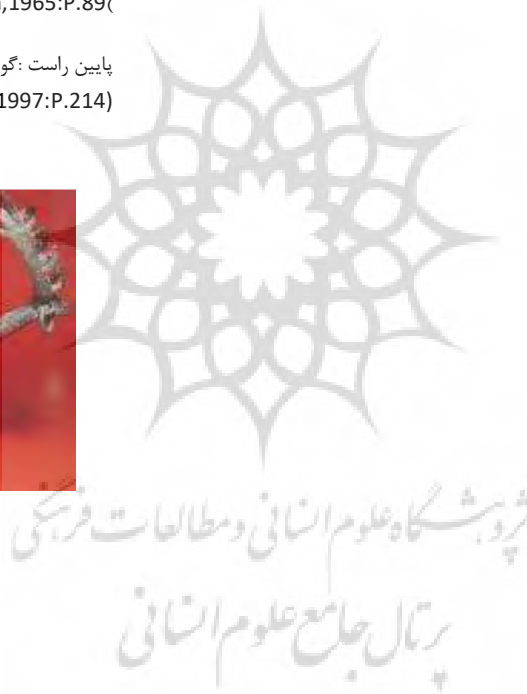 ,1965:P.89(
پایین راست :گو
1997:P.214)
پژوهشگاه علوم انسانی و مطالعات فرهنگی
پرتال جامع علوم انسانی